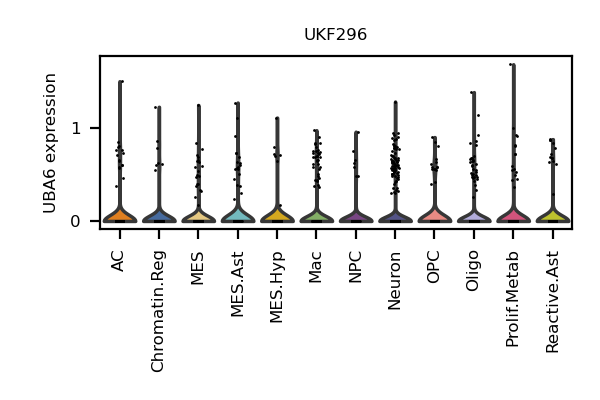 UKF296
UBA6 expression
1
0
AC
Chromatin.Reg
MES
MES.Ast
MES.Hyp
Mac
NPC
Neuron
OPC
Oligo
Prolif.Metab
Reactive.Ast